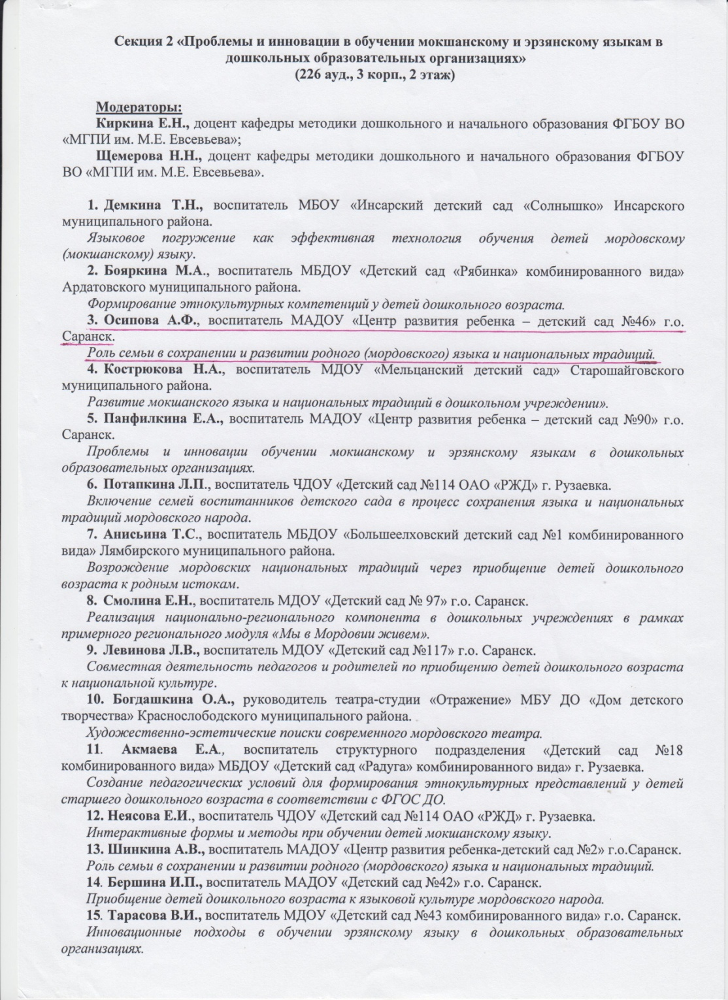 Секция 2 «Проблемы и инновации в обучении мокшанскому и эрзянскому языкам в
дошкольных образовательных организациях»
(226 ауд., 3 корп., 2 этаж)
Модераторы:
Киркина Е.Н., доцент кафедры методики дошкольного и начального образования ФГБОУ ВО
«МГПИ им. М.Е. Евсевьева»;
Щемерова Н.Н., доцент кафедры методики дошкольного и начального образования ФГБОУ
ВО «МГПИ им. М.Е. Евсевьева».
1. Демкина Т.Н., воспитатель МБОУ «Инсарский детский сад «Солнышко» Инсарского
муниципального района.
Языковое погружение как эффективная технология обучения детей мордовскому
(мокшанскому) языку.
2. Бояркина М.А., воспитатель МБДОУ «Детский сад «Рябинка» комбинированного вида»
Ардатовского муниципального района.
Формирование этнокультурных компетенций у детей дошкольного возраста.
3. Осипова А.Ф., воспитатель МАДОУ «Центр развития ребенка – детский сад №46» г.о.
Саранск.
Роль семьи в сохранении и развитии родного (мордовского) языка и национальных традиций.
4. Кострюкова Н.А., воспитатель МДОУ «Мельцанский детский сад» Старошайговского
муниципального района.
Развитие мокшанского языка и национальных традиций в дошкольном учреждении».
5. Панфилкина Е.А., воспитатель МАДОУ «Центр развития ребенка – детский сад №90» г.о.
Саранск.
Проблемы и инновации обучении мокшанскому и эрзянскому языкам в дошкольных
образовательных организациях.
6. Потапкина Л.П., воспитатель ЧДОУ «Детский сад №114 ОАО «РЖД» г. Рузаевка.
Включение семей воспитанников детского сада в процесс сохранения языка и национальных
традиций мордовского народа.
7. Анисьина Т.С., воспитатель МБДОУ «Большеелховский детский сад №1 комбинированного
вида» Лямбирского муниципального района.
Возрождение мордовских национальных традиций через приобщение детей дошкольного
возраста к родным истокам.
8. Смолина Е.Н., воспитатель МДОУ «Детский сад № 97» г.о. Саранск.
Реализация национально-регионального компонента в дошкольных учреждениях в рамках
примерного регионального модуля «Мы в Мордовии живем».
9. Левинова Л.В., воспитатель МДОУ «Детский сад №117» г.о. Саранск.
Совместная деятельность педагогов и родителей по приобщению детей дошкольного возраста
к национальной культуре.
10. Богдашкина О.А., руководитель театра-студии «Отражение» МБУ ДО «Дом детского
творчества» Краснослободского муниципального района.
Художественно-эстетические поиски современного мордовского театра.
11. Акмаева Е.А., воспитатель структурного подразделения «Детский сад №18
комбинированного вида» МБДОУ «Детский сад «Радуга» комбинированного вида» г. Рузаевка.
Создание педагогических условий для формирования этнокультурных представлений у детей
старшего дошкольного возраста в соответствии с ФГОС ДО.
12. Неясова Е.И., воспитатель ЧДОУ «Детский сад №114 ОАО «РЖД» г. Рузаевка.
Интерактивные формы и методы при обучении детей мокшанскому языку.
13. Шинкина А.В., воспитатель МАДОУ «Центр развития ребенка-детский сад №2» г.о.Саранск.
Роль семьи в сохранении и развитии родного (мордовского) языка и национальных традиций.
14. Бершина И.П., воспитатель МАДОУ «Детский сад №42» г.о. Саранск.
Приобщение детей дошкольного возраста к языковой культуре мордовского народа.
15. Тарасова В.И., воспитатель МДОУ «Детский сад №43 комбинированного вида» г.о. Саранск.
Инновационные подходы в обучении эрзянскому языку в дошкольных образовательных
организациях.